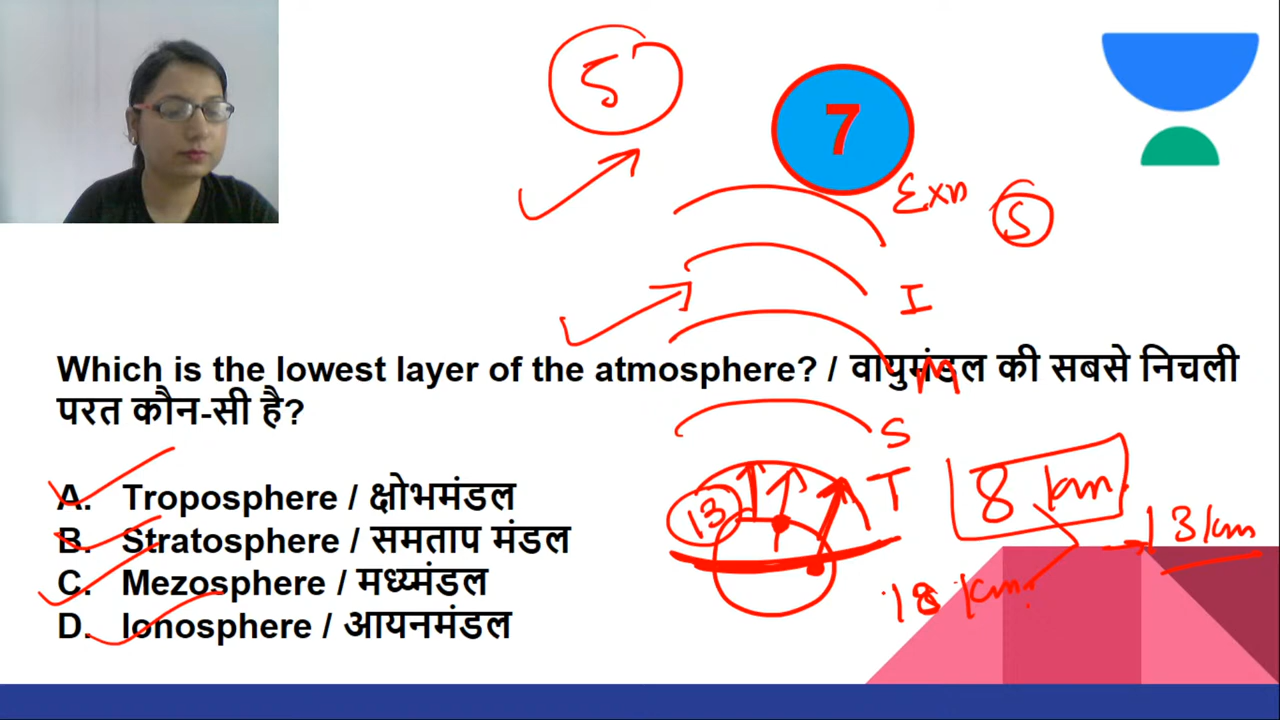 5
7
Exn S
I
Which is the lowest layer of the atmosphere? / वायुमंडल की सबसे निचली
M
परत कौन-सी है?
S
A. Troposphere / क्षोभमंडल
T
8 km
13
13 km
B. Stratosphere / समताप मंडल
C. Mezosphere / मध्यमंडल
18 km
D. Ionosphere / आयनमंडल